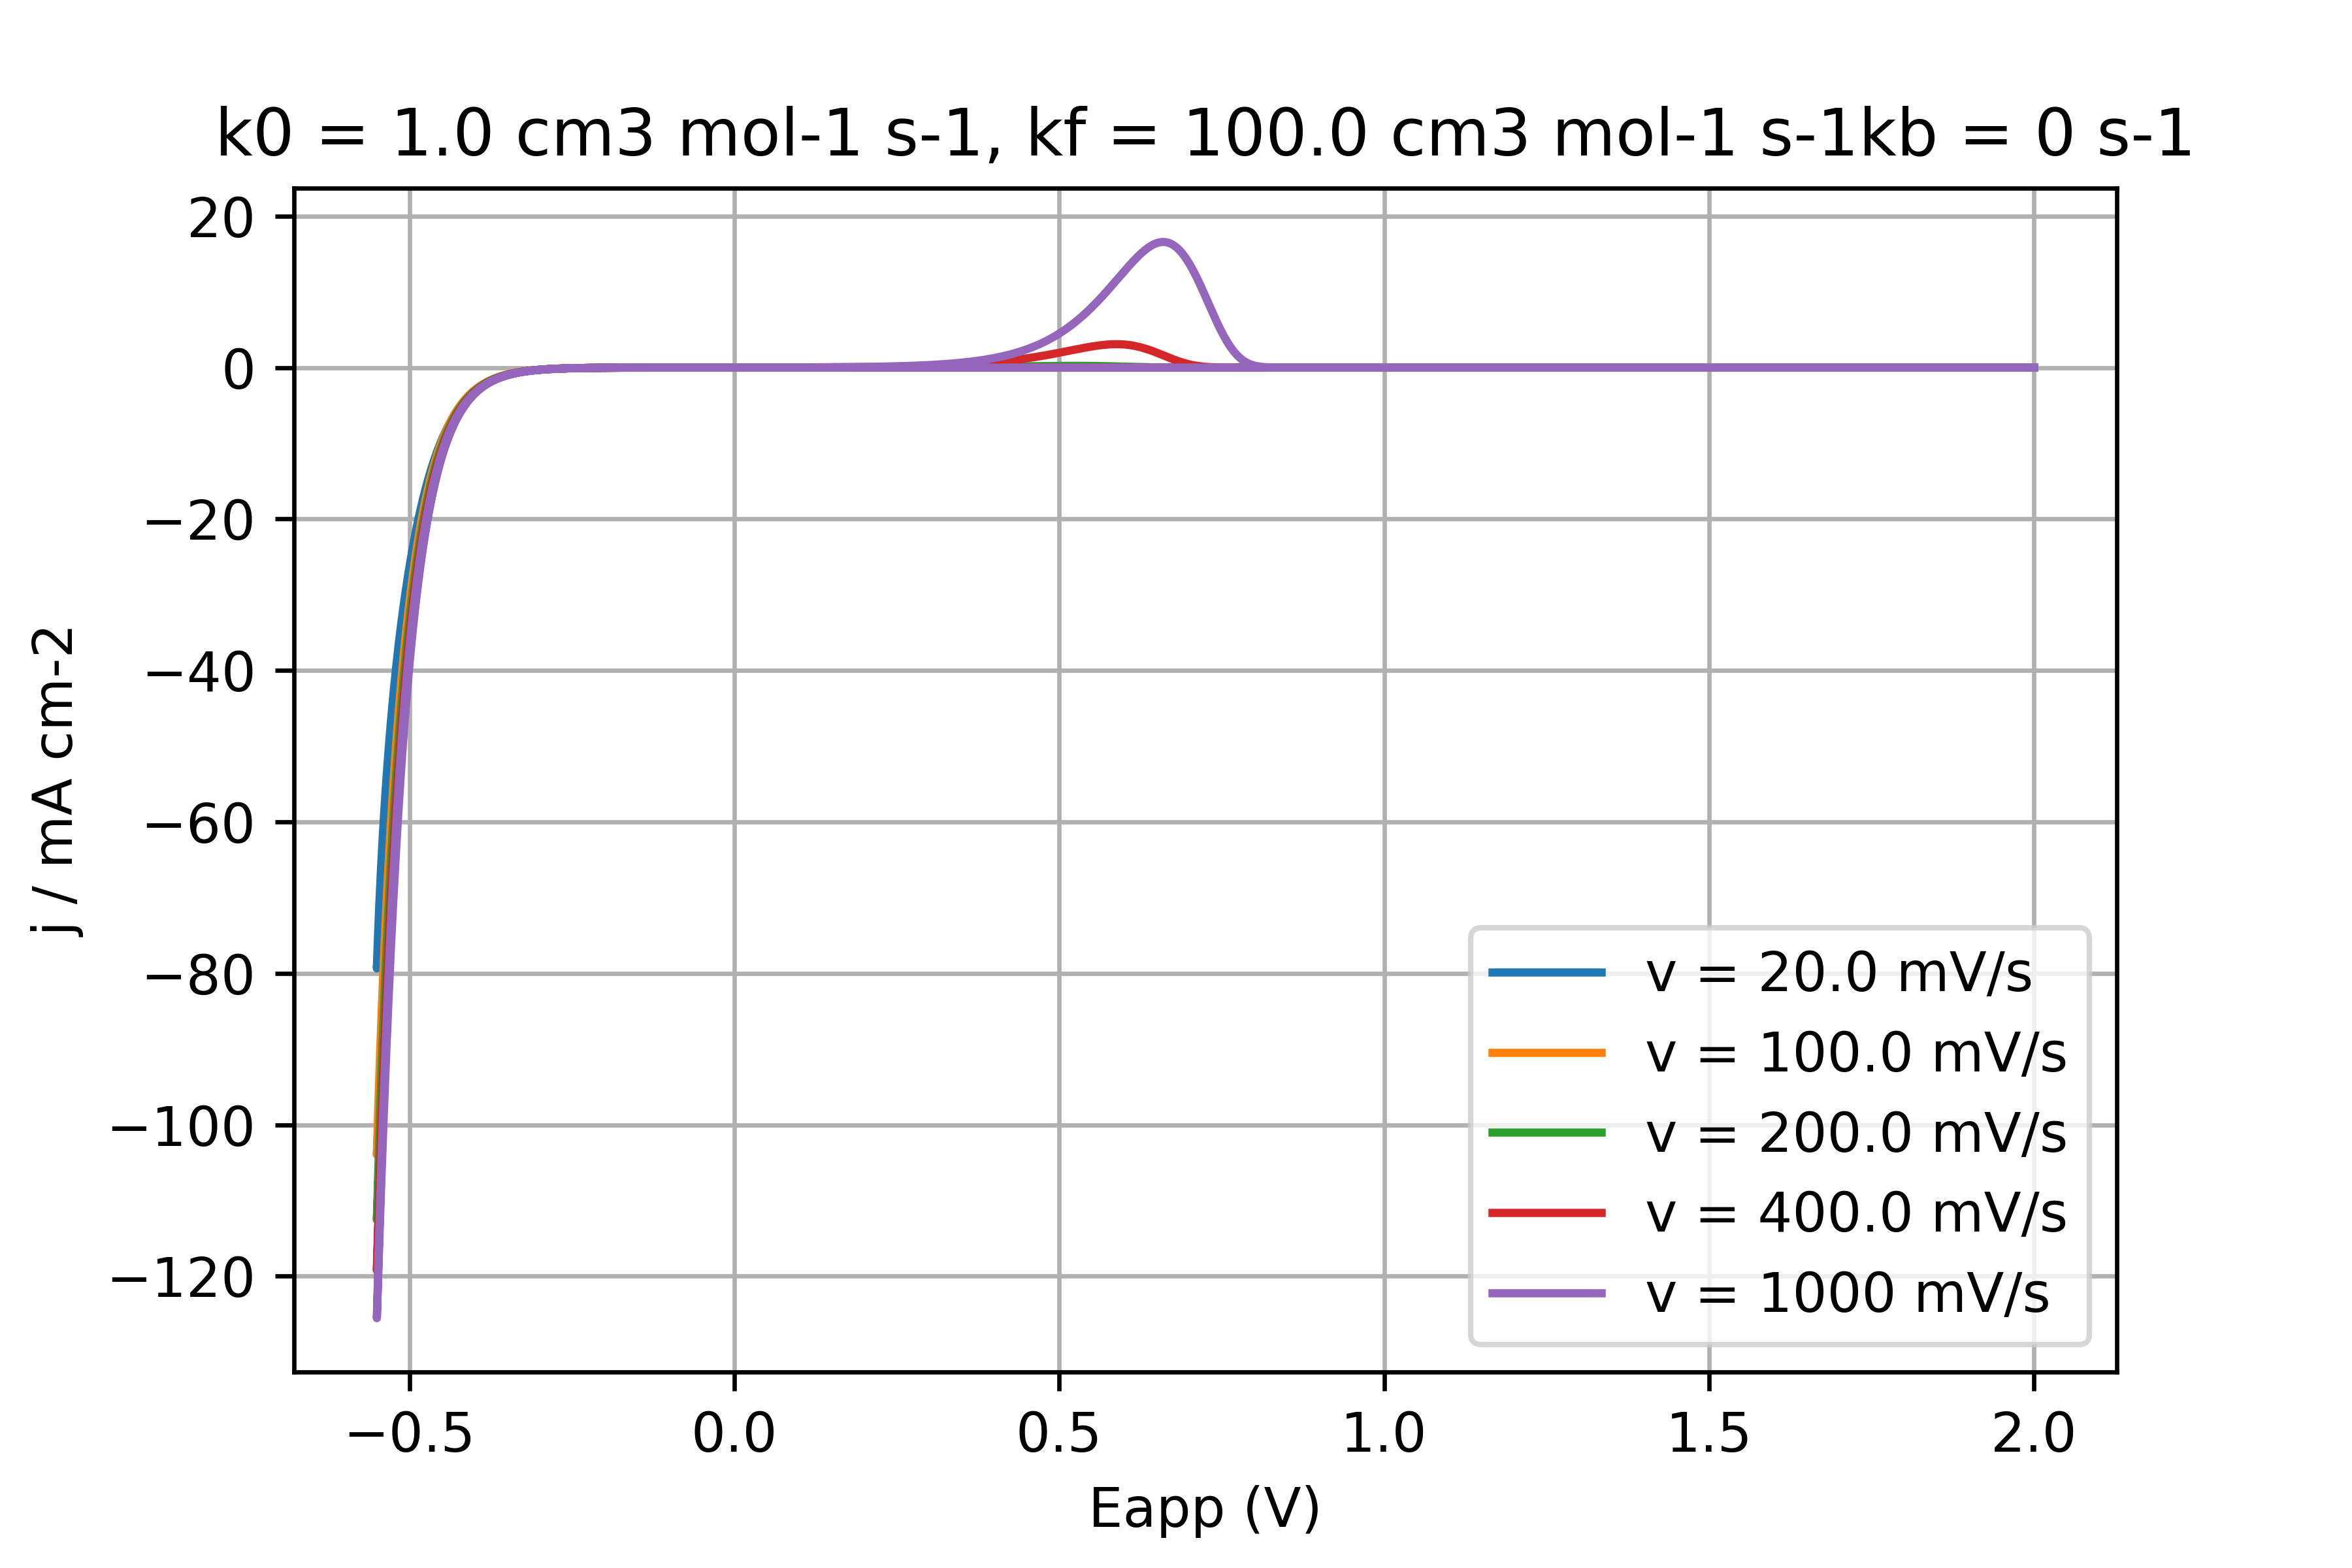 k0 = 1.0 cm3 mol-1 s-1, kf = 100.0 cm3 mol-1 s-1kb = 0 s-1
20
0
−20
−40
−60
−80
−100
−120
j / mA cm-2
v = 20.0 mV/s
v = 100.0 mV/s
v = 200.0 mV/s
v = 400.0 mV/s
v = 1000 mV/s
−0.5 0.0 0.5 1.0 1.5 2.0
Eapp (V)